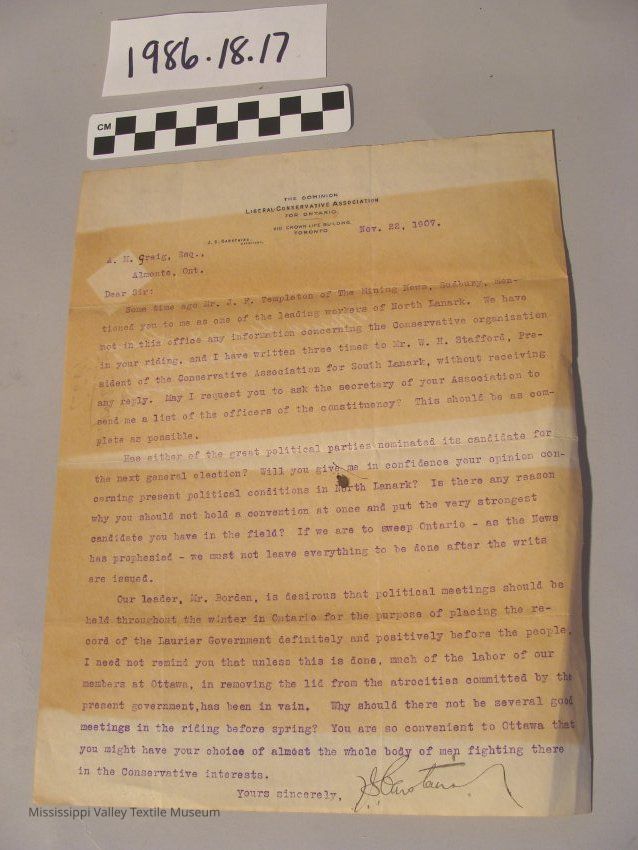 1986.18.17
CM
THE DOMINION
LIBERAL-CONSERVATIVE ASSOCIATION
FOR ONTARIO.
CROWN LIFE BUILDING,
TORONTO
J. S. CARSTAIRS,
Nov. 22, 1907.
A. M. Greig, Esq.,
Almonte, Ont.
Dear Sir:
Some time ago Mr. J. F. Templeton of The Mining News, Sudbury, men-
tioned you to me as one of the leading workers of North Lanark. We have
not in this office any information concerning the Conservative organization
in your riding, and I have written three times to Mr. W. H. Stafford, Pre-
sident of the Conservative Association for South Lanark, without receiving
any reply. May I request you to ask the secretary of your Association to
send me a list of the officers of the constituency? This should be as com-
plete as possible.
Has either of the great political parties nominated its candidate for
the next general election? Will you give me in confidence your opinion con-
cerning present political conditions in North Lanark? Is there any reason
why you should not hold a convention at once and put the very strongest
candidate you have in the field? If we are to sweep Ontario - as the News
has prophesied - we must not leave everything to be done after the writs
are issued.
Our leader, Mr. Borden, is desirous that political meetings should be
held throughout the winter in Ontario for the purpose of placing the re-
cord of the Laurier Government definitely and positively before the people.
I need not remind you that unless this is done, much of the labor of our
members at Ottawa, in removing the lid from the atrocities committed by the
present government,has been in vain. Why should there not be several good
meetings in the riding before spring? You are so convenient to Ottawa that
you might have your choice of almost the whole body of men fighting there
in the Conservative interests.
Yours sincerely, J.S. Carstairs
Mississippi Valley Textile Museum